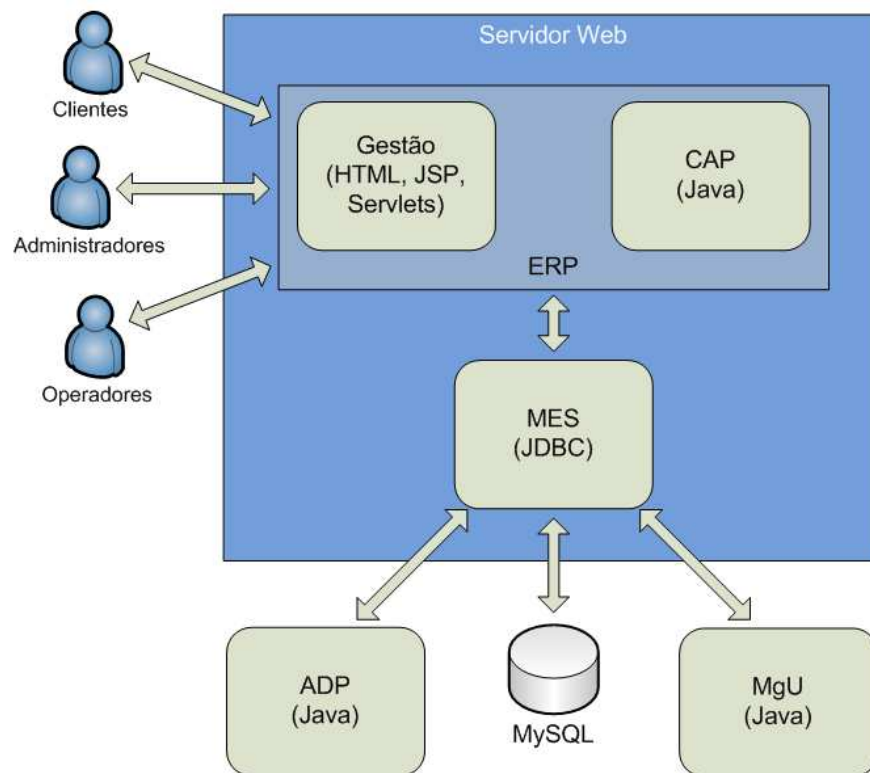 Servidor Web
Clientes
Gestão
(HTML, JSP,
Servlets)
CAP
(Java)
Administradores
ERP
Operadores
MES
(JDBC)
ADP
(Java)
MySQL
MgU
(Java)